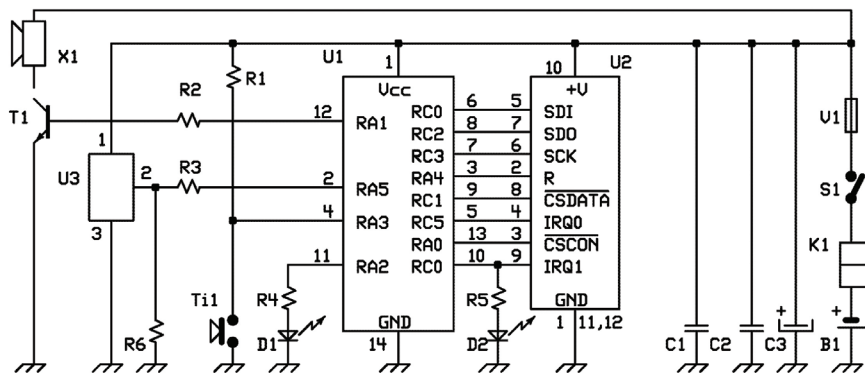 X1
U1
U2
1
10
R1
Vcc
+V
R2
T1
12
RA1
RC0
6
5
SDI
V1
1
RC2
8
7
SDO
R3
RC3
7
6
SCK
U3
2
2
RA5
RA4
3
2
R
S1
RC1
9
8
CSDATA
3
4
RA3
RC5
5
4
IRQ0
RA0
13
3
CSCON
K1
11
RA2
RC0
10
9
IRQ1
Ti1
R4
R5
GND
GND
+
+
R6
D1
14
D2
1
11,12
C1
C2
C3
B1